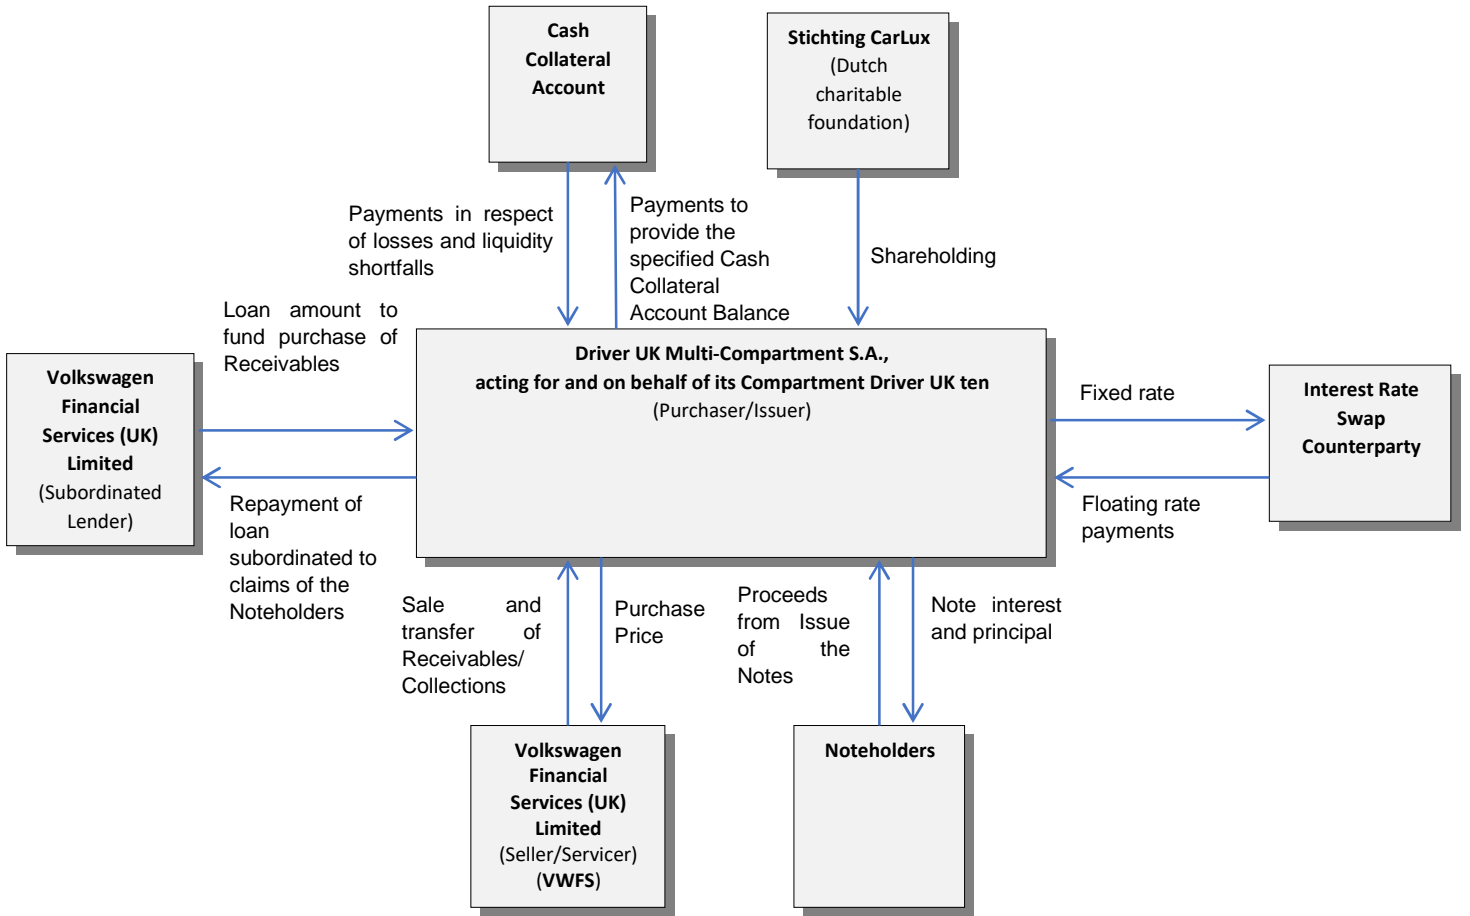 Cash
Collateral
Account
Stichting CarLux
(Dutch
charitable
foundation)
Payments in respect
of losses and liquidity
shortfalls
Payments to
provide the
specified Cash
Collateral
Account Balance
Shareholding
Loan amount to
fund purchase of
Receivables
Volkswagen
Financial
Services (UK)
Limited
(Subordinated
Lender)
Driver UK Multi-Compartment S.A.,
acting for and on behalf of its Compartment Driver UK ten
(Purchaser/Issuer)
Fixed rate
Interest Rate
Swap
Counterparty
Floating rate
payments
Repayment of
loan
subordinated to
claims of the
Noteholders
Sale and
transfer of
Receivables/
Collections
Purchase
Price
Proceeds
from Issue
of the
Notes
Note interest
and principal
Volkswagen
Financial
Services (UK)
Limited
(Seller/Servicer)
(VWFS)
Noteholders